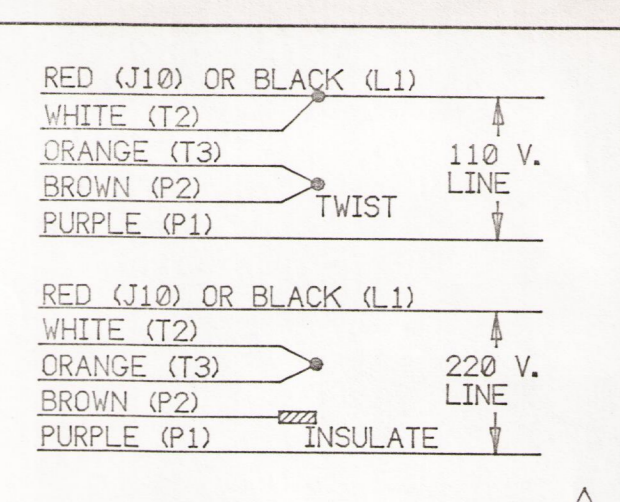 RED (J10) OR BLACK (L1)
WHITE (T2)
ORANGE (T3)
BROWN (P2)
TWIST
PURPLE (P1)
110 V.
LINE
RED (J10) OR BLACK (L1)
WHITE (T2)
ORANGE (T3)
BROWN (P2)
PURPLE (P1)
INSULATE
220 V.
LINE